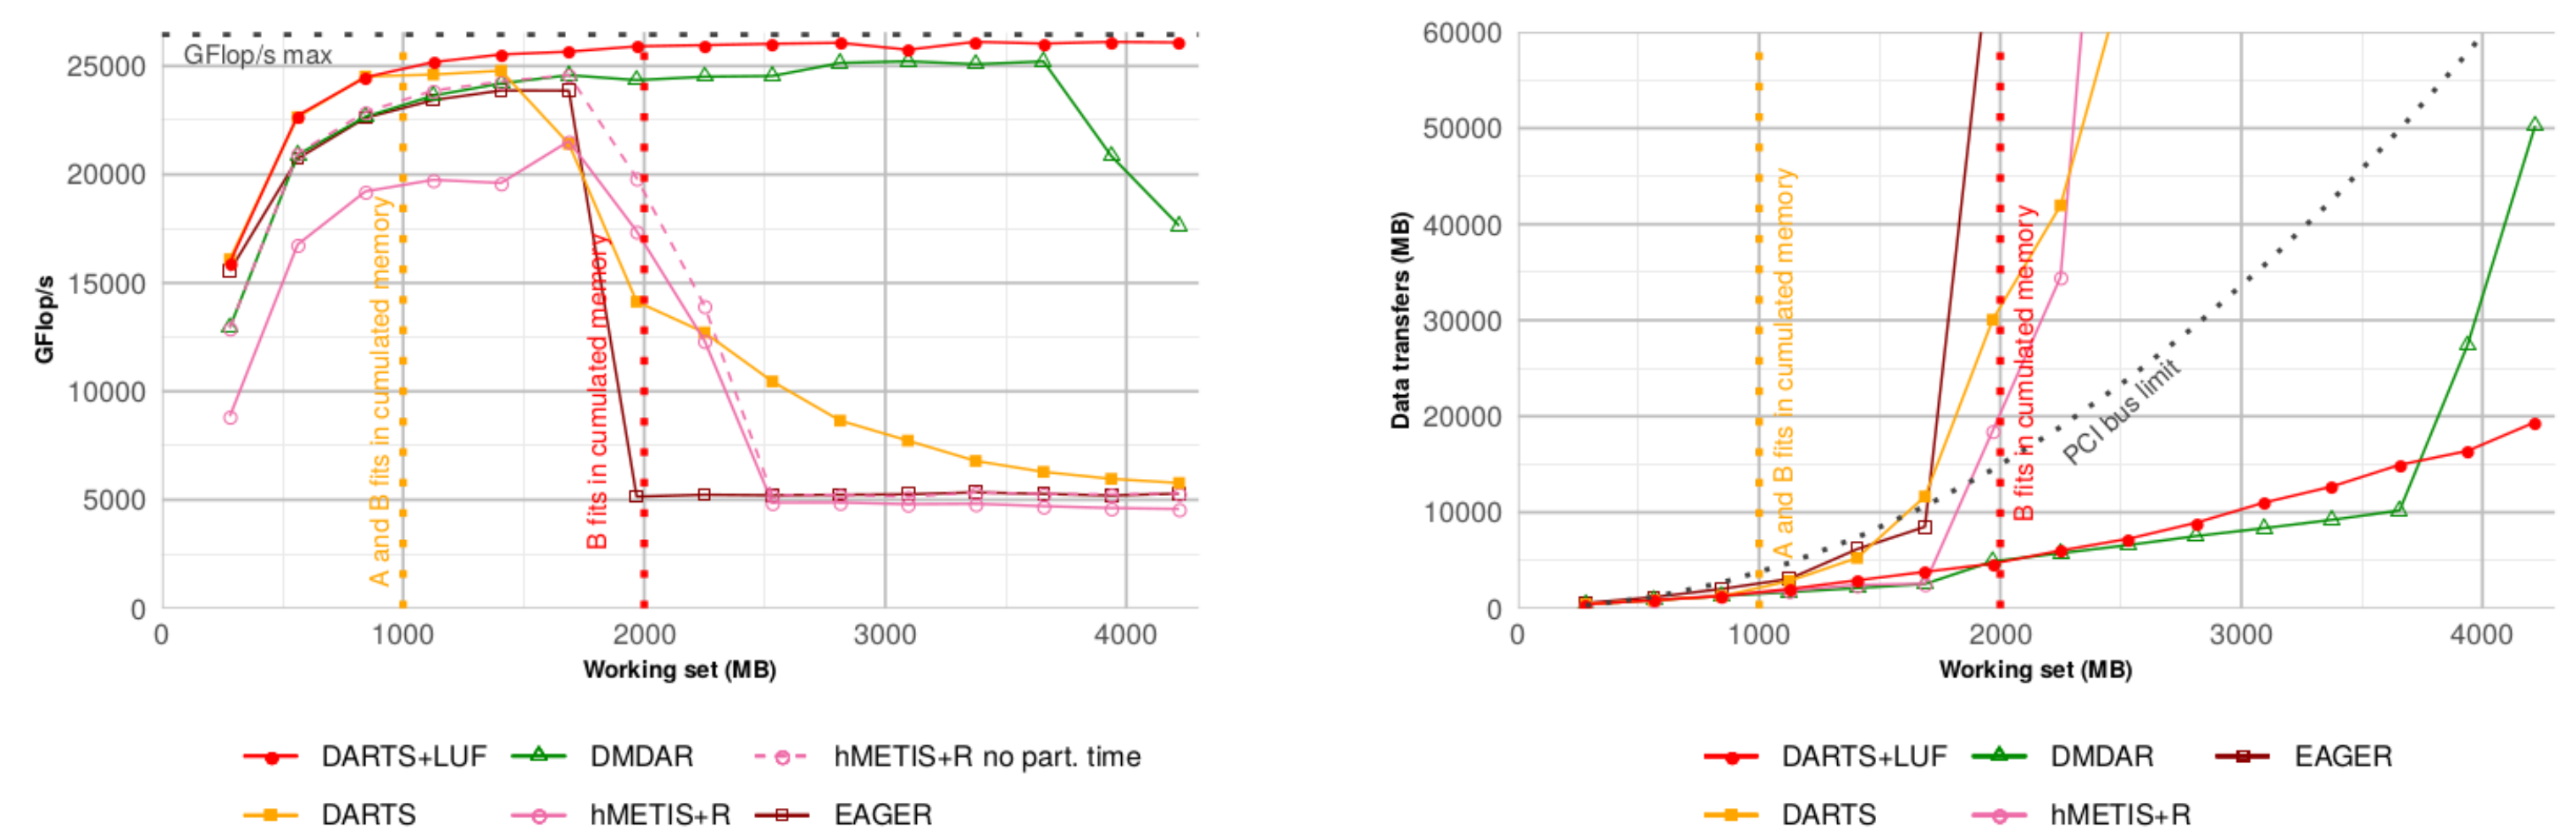 GFlop/s max
25000
20000
15000
10000
5000
0
GFlop/s
A and B fits in cumulated memory
B fits in cumulated memory
0 1000 2000 3000 4000
Working set (MB)
DARTS+LUF DMDAR hMETIS+R no part. time
DARTS hMETIS+R EAGER
60000
50000
40000
30000
20000
10000
0
Data transfers (MB)
A and B fits in cumulated memory
B fits in cumulated memory
PCI bus limit
0 1000 2000 3000 4000
Working set (MB)
DARTS+LUF DMDAR EAGER
DARTS hMETIS+R